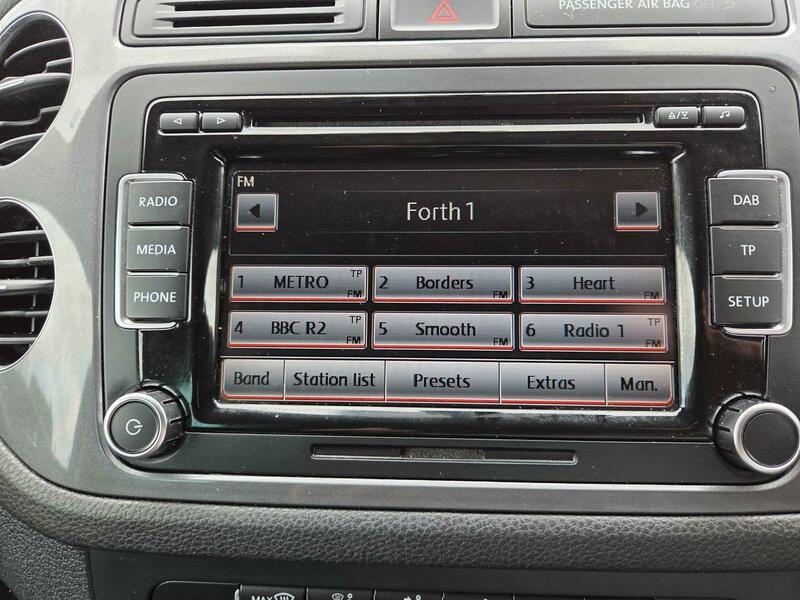 PASSENGER AIR BAG OFF
RADIO
MEDIA
PHONE
FM
Forth 1
1 METRO TP FM
2 Borders FM
3 Heart FM
4 BBC R2 TP FM
5 Smooth FM
6 Radio 1 TP FM
Band Station list Presets Extras Man.
DAB
TP
SETUP
MAX